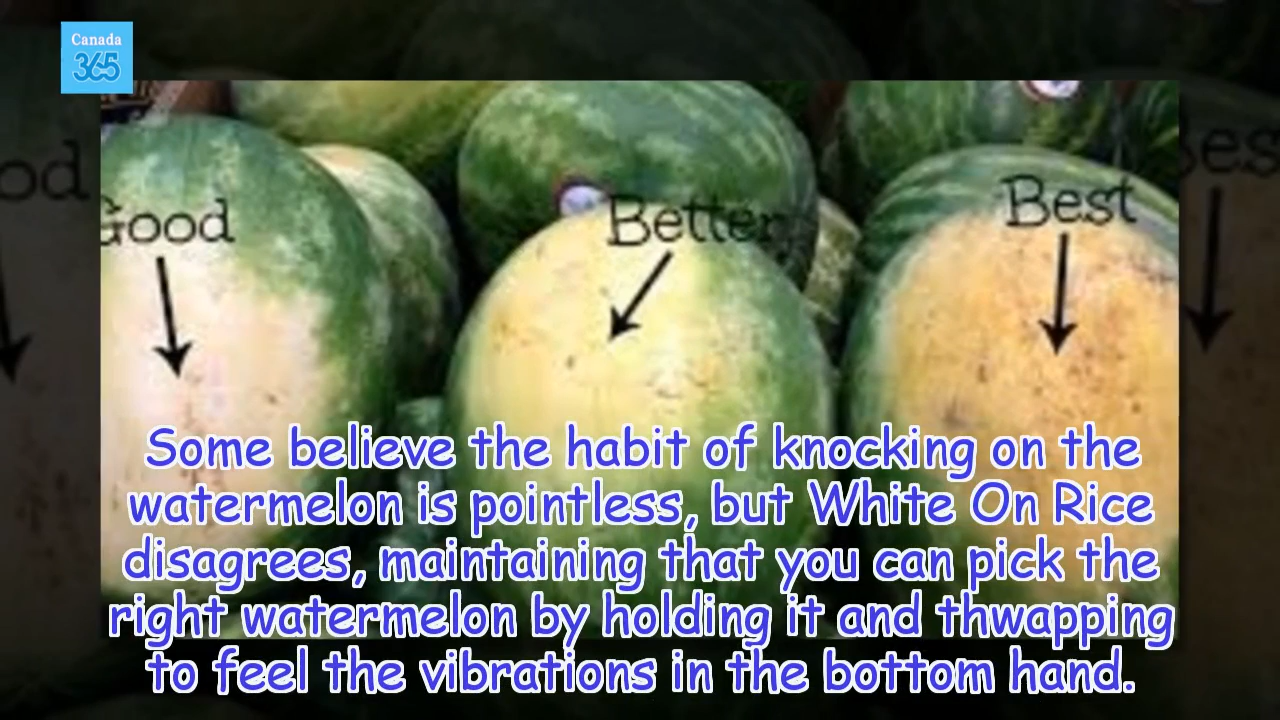 Canada
365
Good
Better
Best
Some believe the habit of knocking on the
watermelon is pointless, but White On Rice
disagrees, maintaining that you can pick the
right watermelon by holding it and thwapping
to feel the vibrations in the bottom hand.